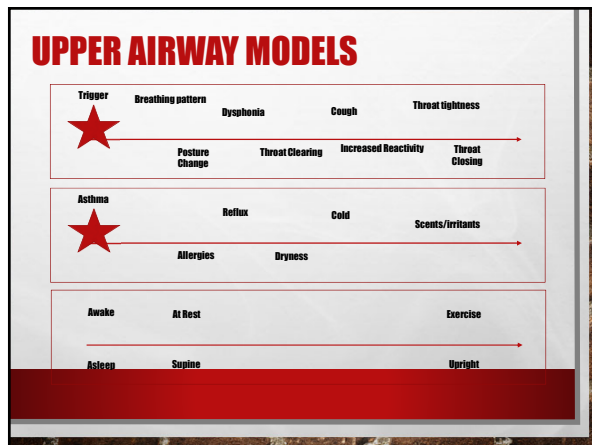 UPPER AIRWAY MODELS
Trigger
Breathing pattern
Dysphonia
Cough
Throat tightness
Posture
Change
Throat Clearing
Increased Reactivity
Throat
Closing
Asthma
Reflux
Cold
Scents/irritants
Allergies
Dryness
Awake
At Rest
Exercise
Asleep
Supine
Upright